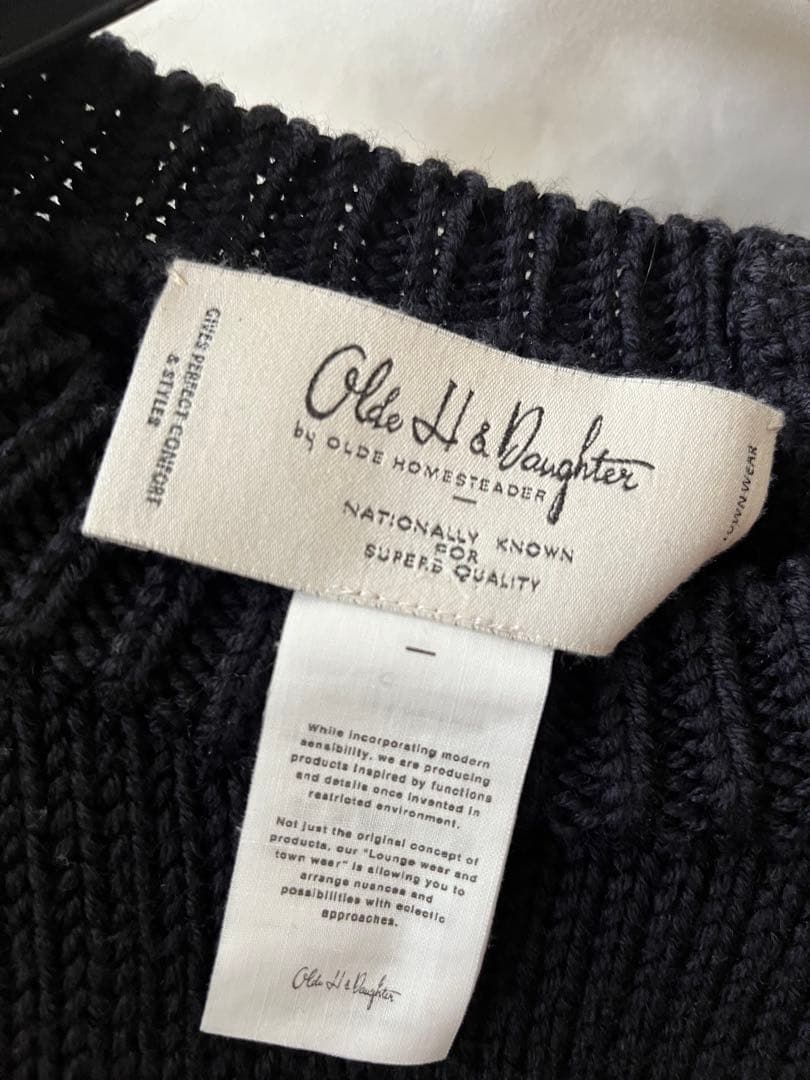 GIVES PERFECT COMFORT
& STYLES
Olde H & Daughter
by OLDE HOMESTEADER
NATIONALLY KNOWN
FOR
SUPERB QUALITY
WEAR
While incorporating modern
sensibility, we are producing
products inspired by functions
and details once invented in
restricted environment.
Not just the original concept of
products, our "Lounge wear and
town wear" is allowing you to
arrange nuances and
possibilities with eclectic
approaches.
Olde H & Daughter